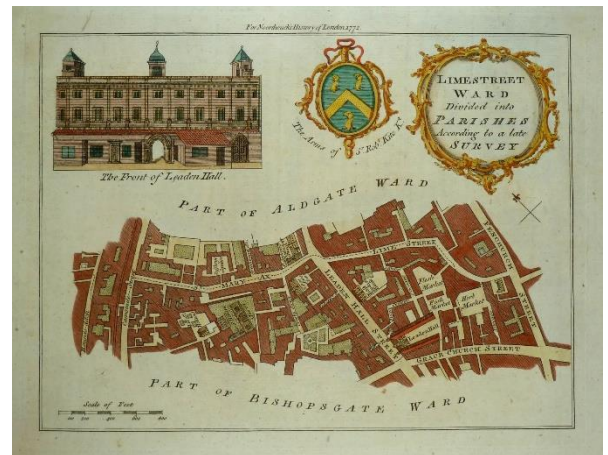 For Noorthouck's History of London 1772.
The Front of Leaden Hall.
The Arms of Sr. Robt. Kite Kt.
LIMESTREET
WARD
Divided into
PARISHES
According to a late
SURVEY
PART OF ALDGATE WARD
LIME STREET
FENCHURCH STREET
MARY AX
LEADEN HALL STREET
Flesh
Market
Fish
Market
Herb
Market
Leaden Hall
GRACE CHURCH STREET
PART OF BISHOPSGATE WARD
Scale of Feet